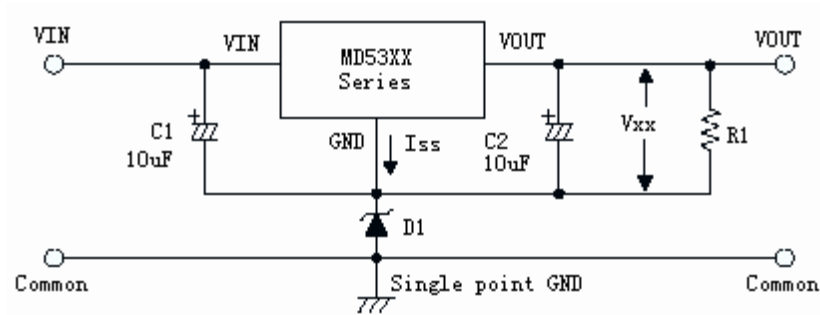 VIN
VIN
MD53XX
Series
VOUT
VOUT
C1
10uF
GND
Iss
C2
10uF
Vxx
R1
D1
Common
Single point GND
Common